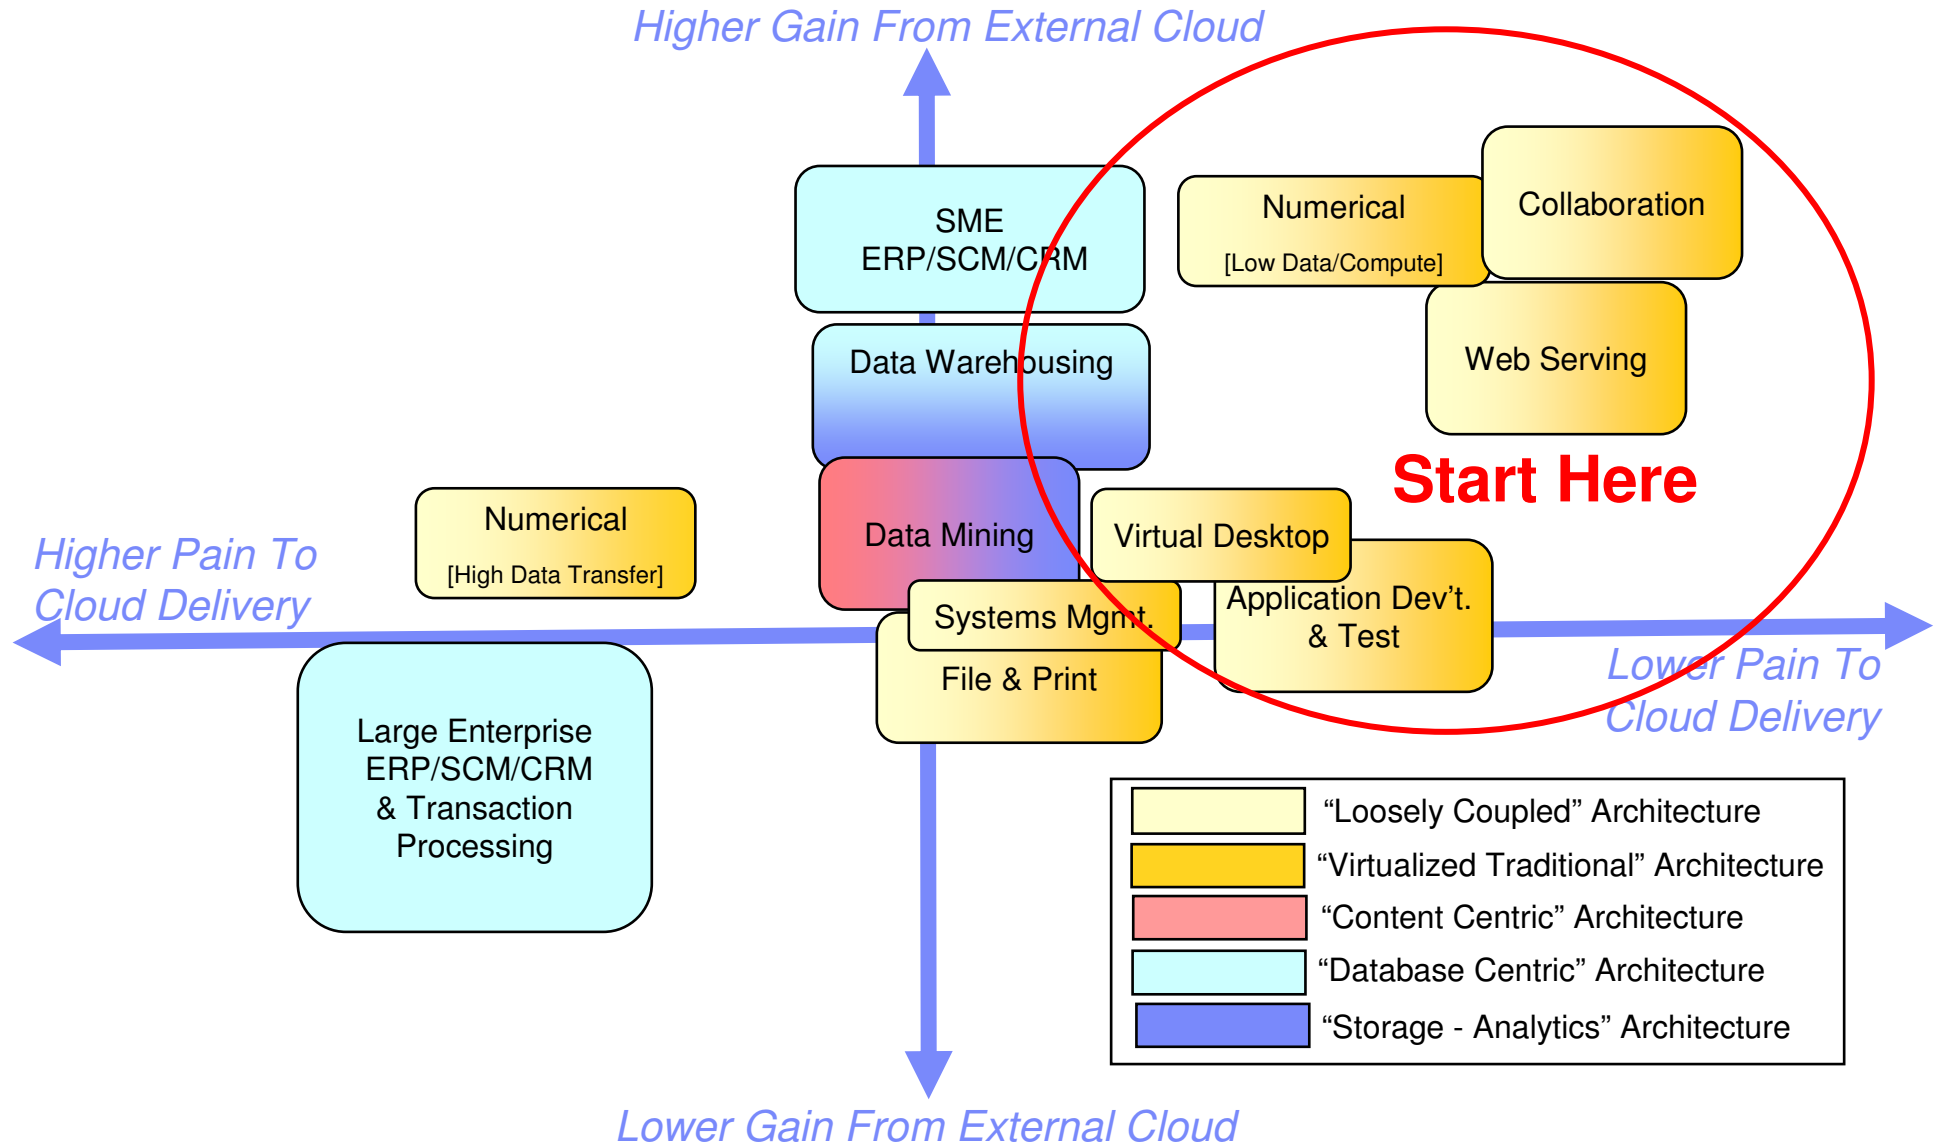 Higher Gain From External Cloud
SME
ERP/SCM/CRM
Numerical
[Low Data/Compute]
Collaboration
Data Warehousing
Web Serving
Start Here
Numerical
[High Data Transfer]
Data Mining
Virtual Desktop
Higher Pain To
Cloud Delivery
Systems Mgmt.
Application Dev’t.
& Test
File & Print
Lower Pain To
Cloud Delivery
Large Enterprise
ERP/SCM/CRM
& Transaction
Processing
“Loosely Coupled” Architecture
“Virtualized Traditional” Architecture
“Content Centric” Architecture
“Database Centric” Architecture
“Storage - Analytics” Architecture
Lower Gain From External Cloud